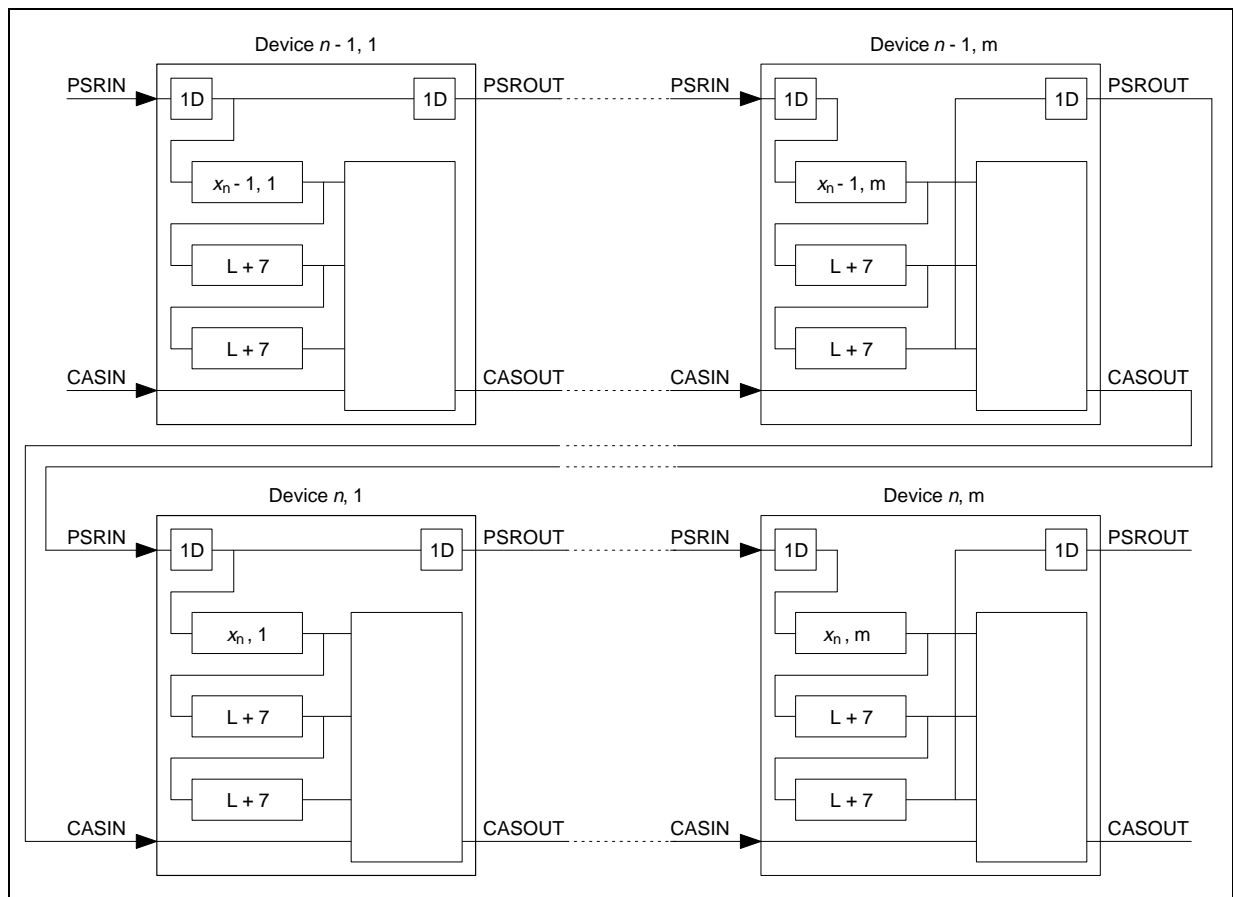 Device n - 1, 1
Device n - 1, m
PSRIN
1D
1D
PSROUT
PSRIN
1D
1D
PSROUT
xn - 1, 1
xn - 1, m
L + 7
L + 7
L + 7
L + 7
CASIN
CASOUT
CASIN
CASOUT
Device n, 1
Device n, m
PSRIN
1D
1D
PSROUT
PSRIN
1D
1D
PSROUT
xn , 1
xn , m
L + 7
L + 7
L + 7
L + 7
CASIN
CASOUT
CASIN
CASOUT